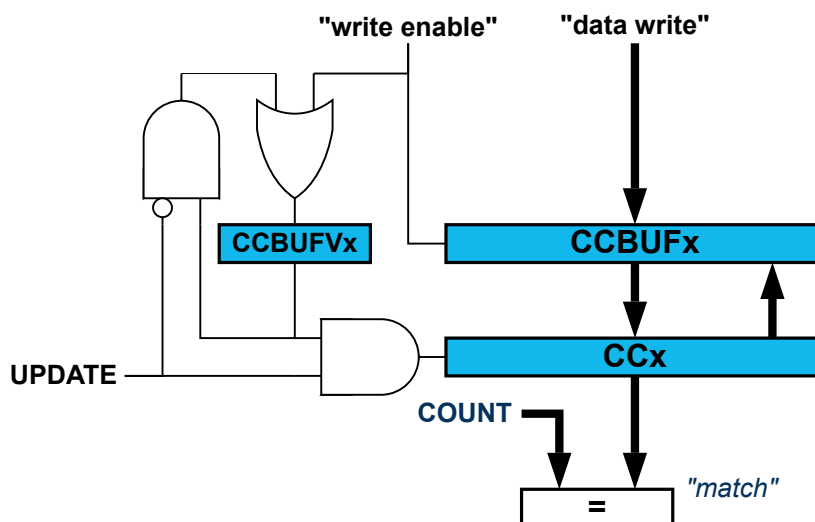 "write enable"
"data write"
CCBUFVx
CCBUFx
CCx
UPDATE
COUNT
"match"
=